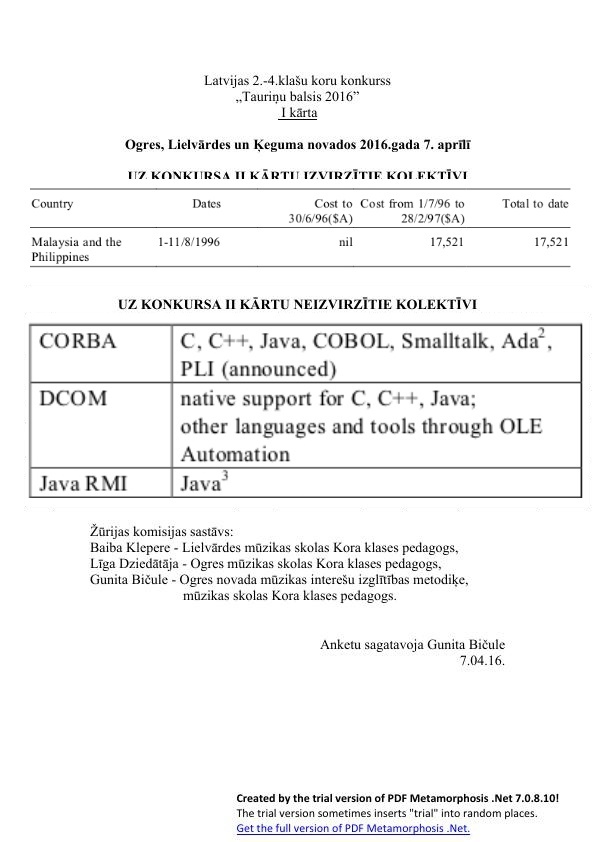 Latvijas 2.-4.klašu koru konkurss
„Tauriņu balsis 2016”
I kārta
Ogres, Lielvārdes un Ķeguma novados 2016.gada 7. aprīlī
UZ KONKURSA II KĀRTU IZVIRZĪTIE KOLEKTĪVI
Country Dates Cost to Cost from 1/7/96 to Total to date
30/6/96($A) 28/2/97($A)
Malaysia and the 1-11/8/1996 nil 17,521 17,521
Philippines
UZ KONKURSA II KĀRTU NEIZVIRZĪTIE KOLEKTĪVI
CORBA C, C++, Java, COBOL, Smalltalk, Ada2,
PLI (announced)
DCOM native support for C, C++, Java;
other languages and tools through OLE
Automation
Java RMI Java3
Žūrijas komisijas sastāvs:
Baiba Klepere - Lielvārdes mūzikas skolas Kora klases pedagogs,
Līga Dziedātāja - Ogres mūzikas skolas Kora klases pedagogs,
Gunita Bičule - Ogres novada mūzikas interešu izglītības metodiķe,
mūzikas skolas Kora klases pedagogs.
Anketu sagatavoja Gunita Bičule
7.04.16.
Created by the trial version of PDF Metamorphosis .Net 7.0.8.10!
The trial version sometimes inserts "trial" into random places.
Get the full version of PDF Metamorphosis .Net.